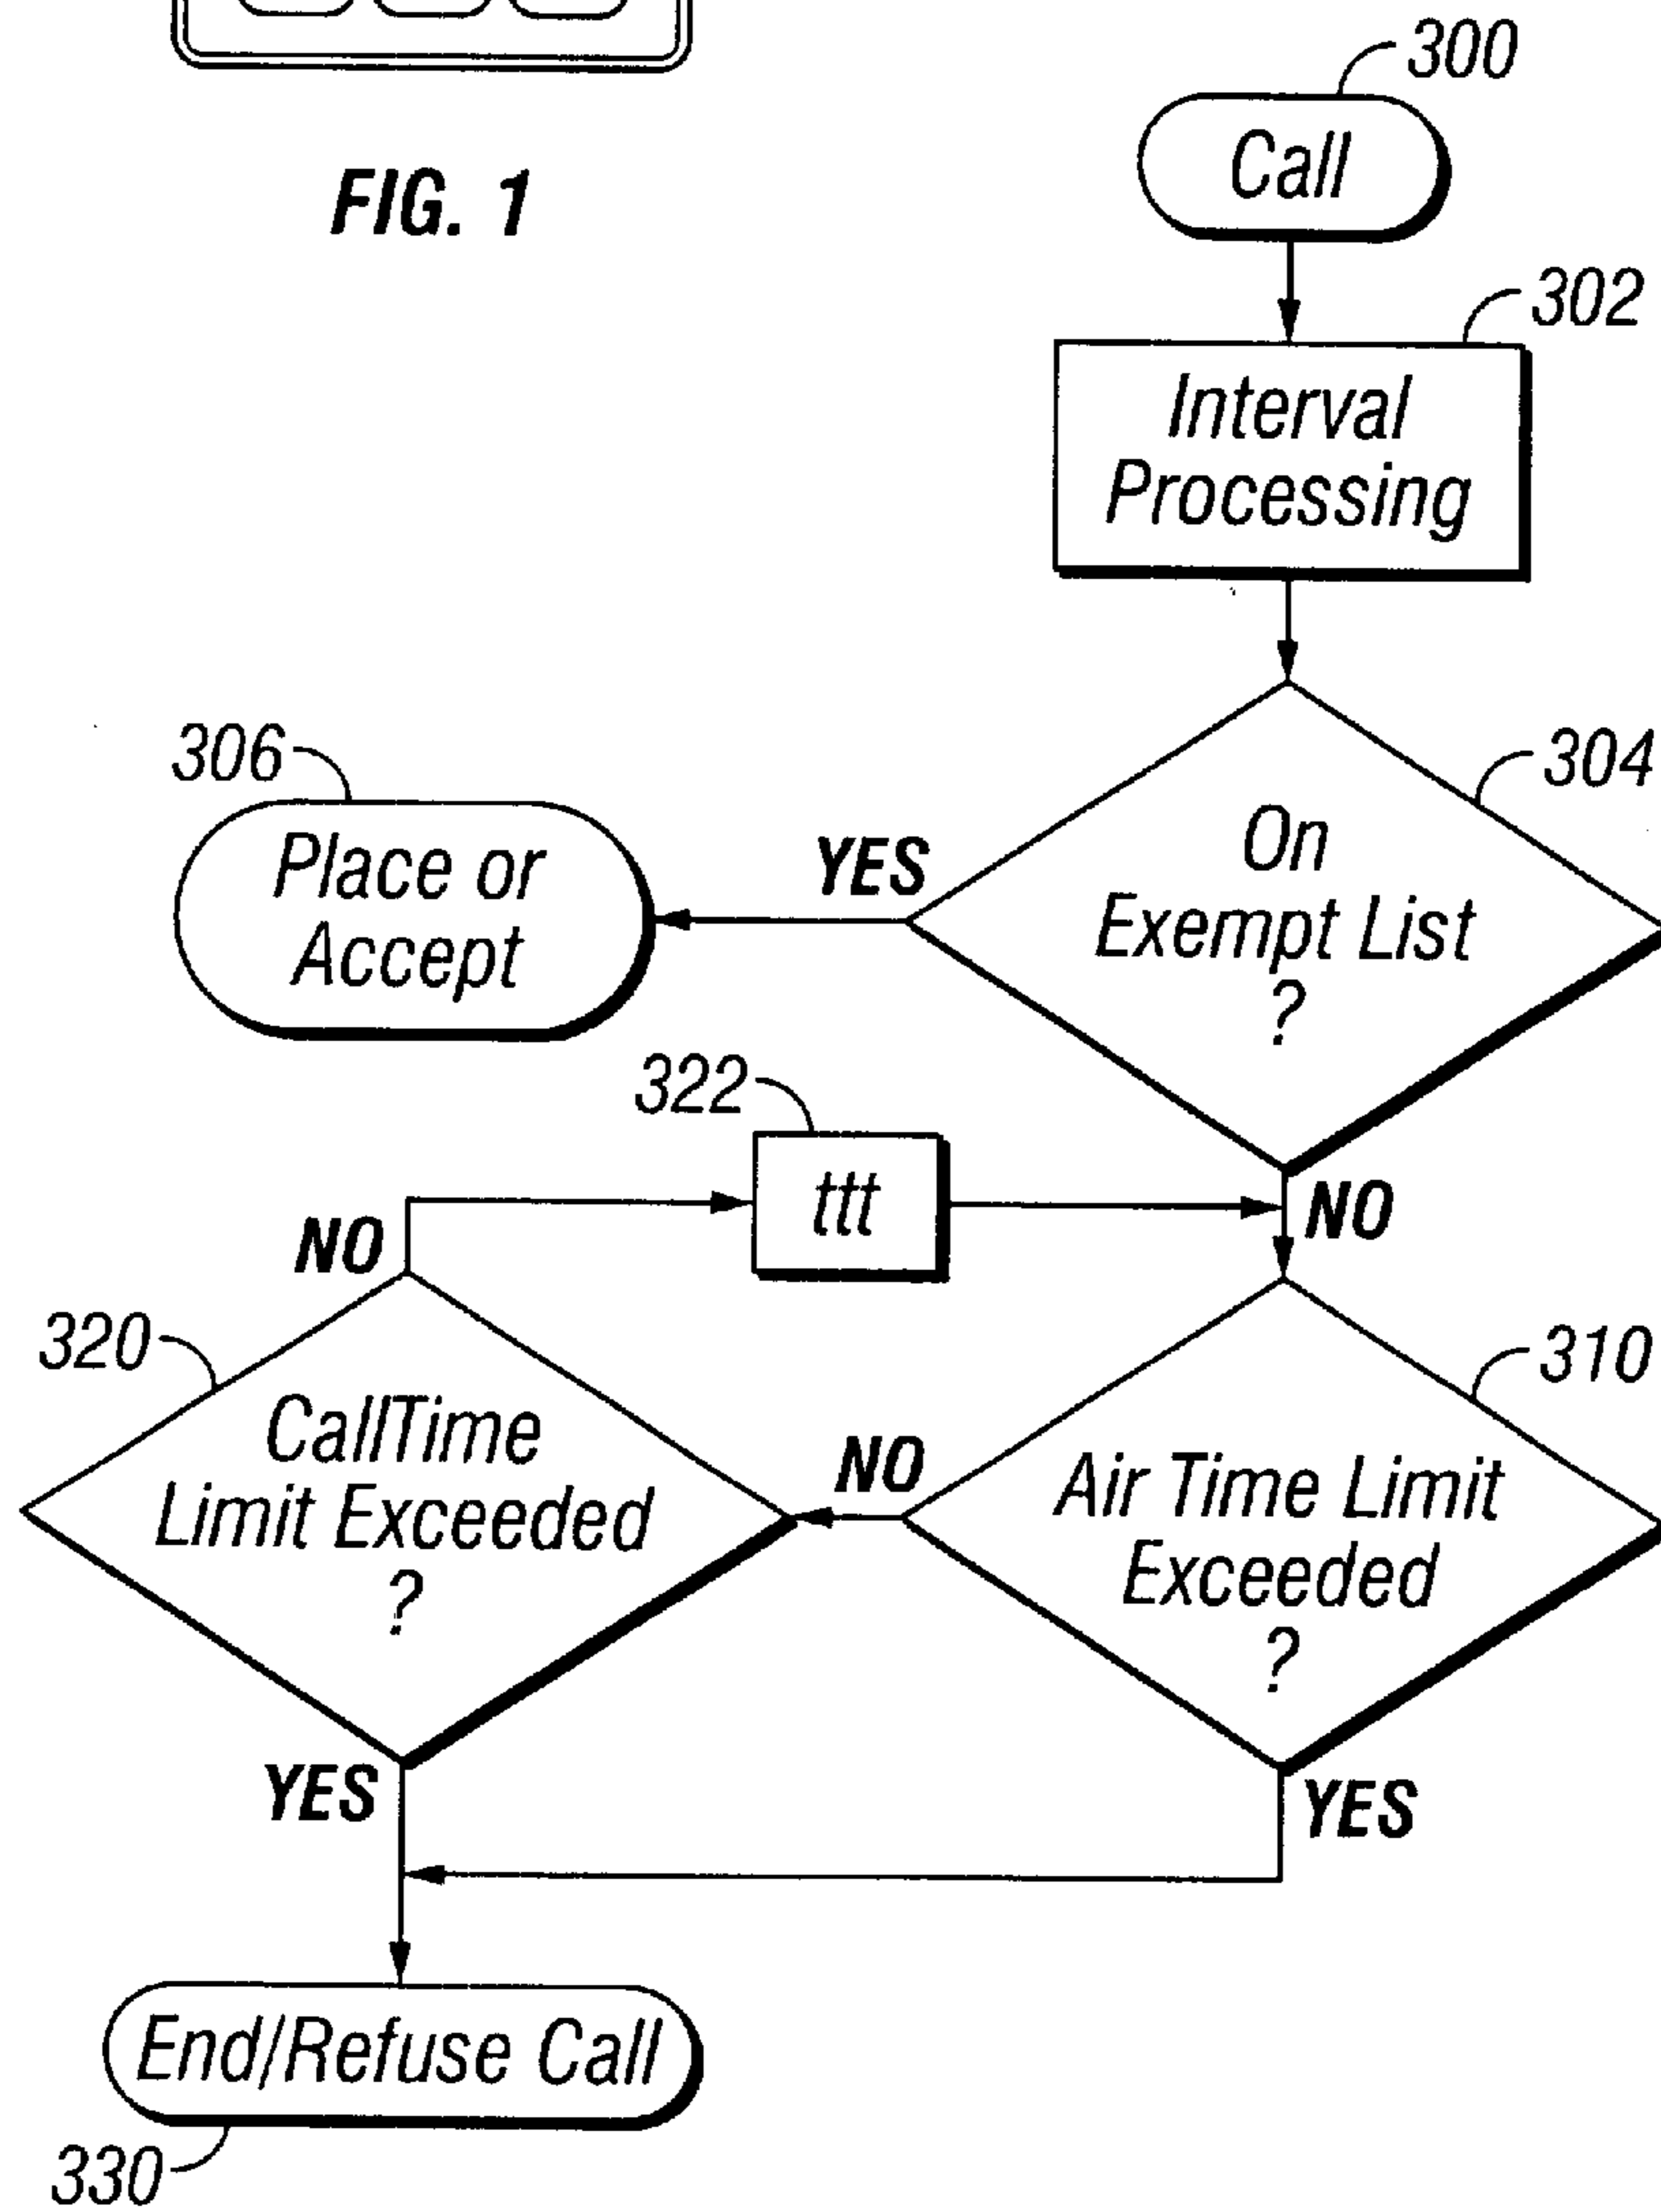 300
Call
FIG. 1
302
Interval
Processing
306
304
Place or
Accept
YES
On
Exempt List
?
322
ttt
NO
NO
320
310
CallTime
Limit Exceeded
?
NO
Air Time Limit
Exceeded
?
YES
YES
End/Refuse Call
330